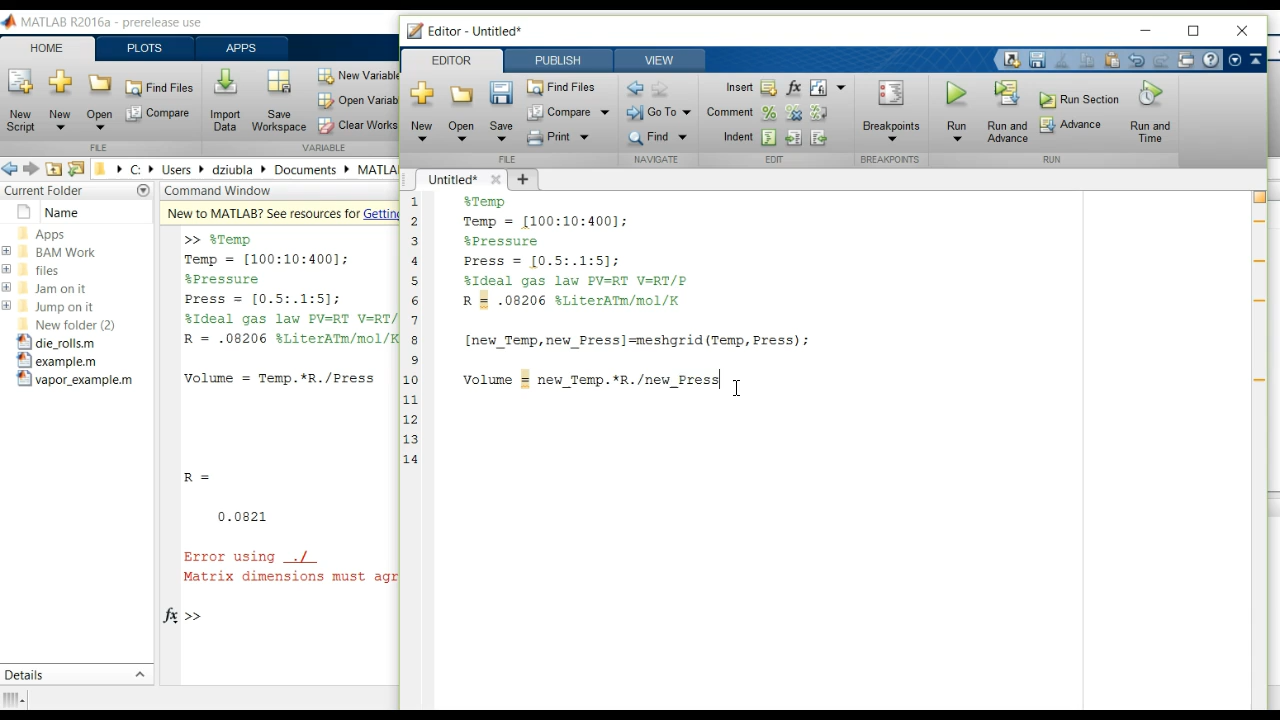 MATLAB R2016a - prerelease use
HOME PLOTS APPS
New Script
New
Open
Find Files
Compare
Import Data
Save Workspace
New Variable
Open Variab
Clear Works
FILE VARIABLE
C: Users dziubla Documents MATLA
Current Folder
Name
Apps
BAM Work
files
Jam on it
Jump on it
New folder (2)
die_rolls.m
example.m
vapor_example.m
Details
Command Window
New to MATLAB? See resources for Getting
>> %Temp
Temp = [100:10:400];
%Pressure
Press = [0.5:.1:5];
%Ideal gas law PV=RT V=RT/
R = .08206 %LiterATm/mol/K
Volume = Temp.*R./Press
R =
0.0821
Error using ./
Matrix dimensions must agr
fx >>
Editor - Untitled*
EDITOR PUBLISH VIEW
New
Open
Save
Find Files
Compare
Print
Go To
Find
Insert fx
Comment
Indent
Breakpoints
Run
Run and Advance
Run Section
Advance
Run and Time
FILE NAVIGATE EDIT BREAKPOINTS RUN
Untitled* × +
1 %Temp
2 Temp = [100:10:400];
3 %Pressure
4 Press = [0.5:.1:5];
5 %Ideal gas law PV=RT V=RT/P
6 R = .08206 %LiterATm/mol/K
7
8 [new_Temp,new_Press]=meshgrid(Temp,Press);
9
10 Volume = new_Temp.*R./new_Press
11
12
13
14